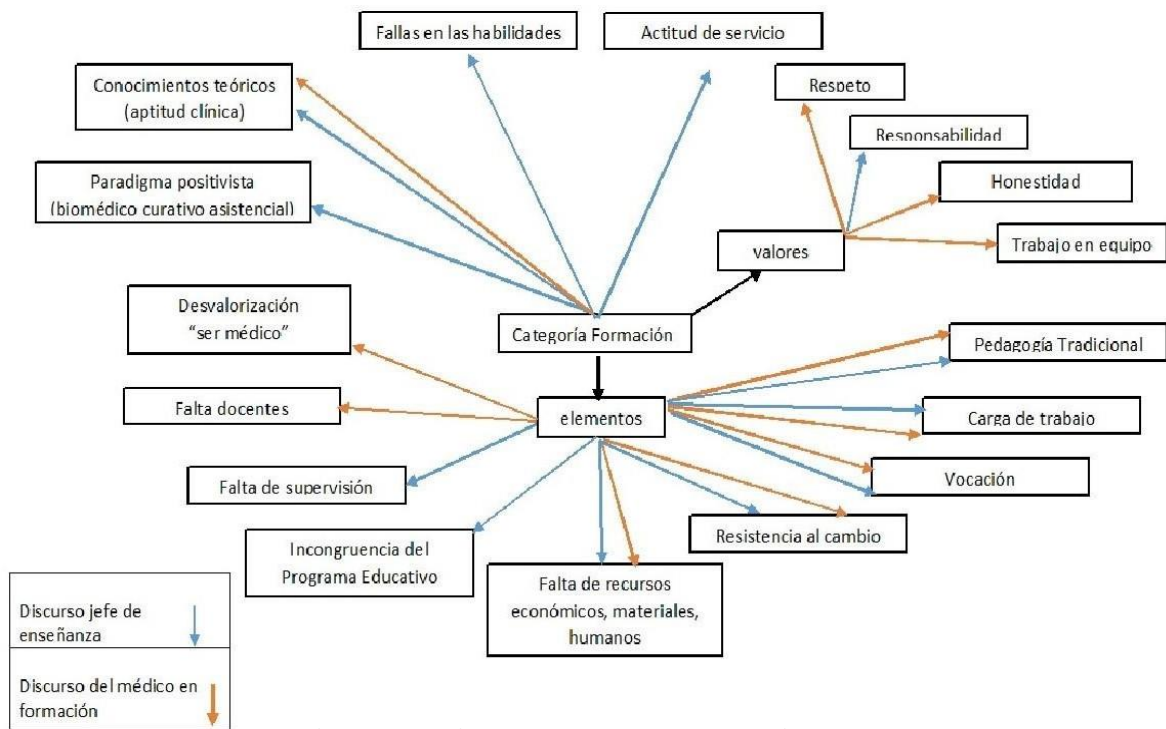 Fallas en las habilidades
Actitud de servicio
Conocimientos teóricos
(aptitud clínica)
Respeto
Responsabilidad
Paradigma positivista
(biomédico curativo asistencial)
Honestidad
valores
Trabajo en equipo
Desvalorización
“ser médico”
Categoría Formación
Pedagogía Tradicional
Falta docentes
elementos
Carga de trabajo
Falta de supervisión
Vocación
Resistencia al cambio
Incongruencia del
Programa Educativo
Falta de recursos
económicos, materiales,
humanos
Discurso jefe de
enseñanza
Discurso del médico en
formación